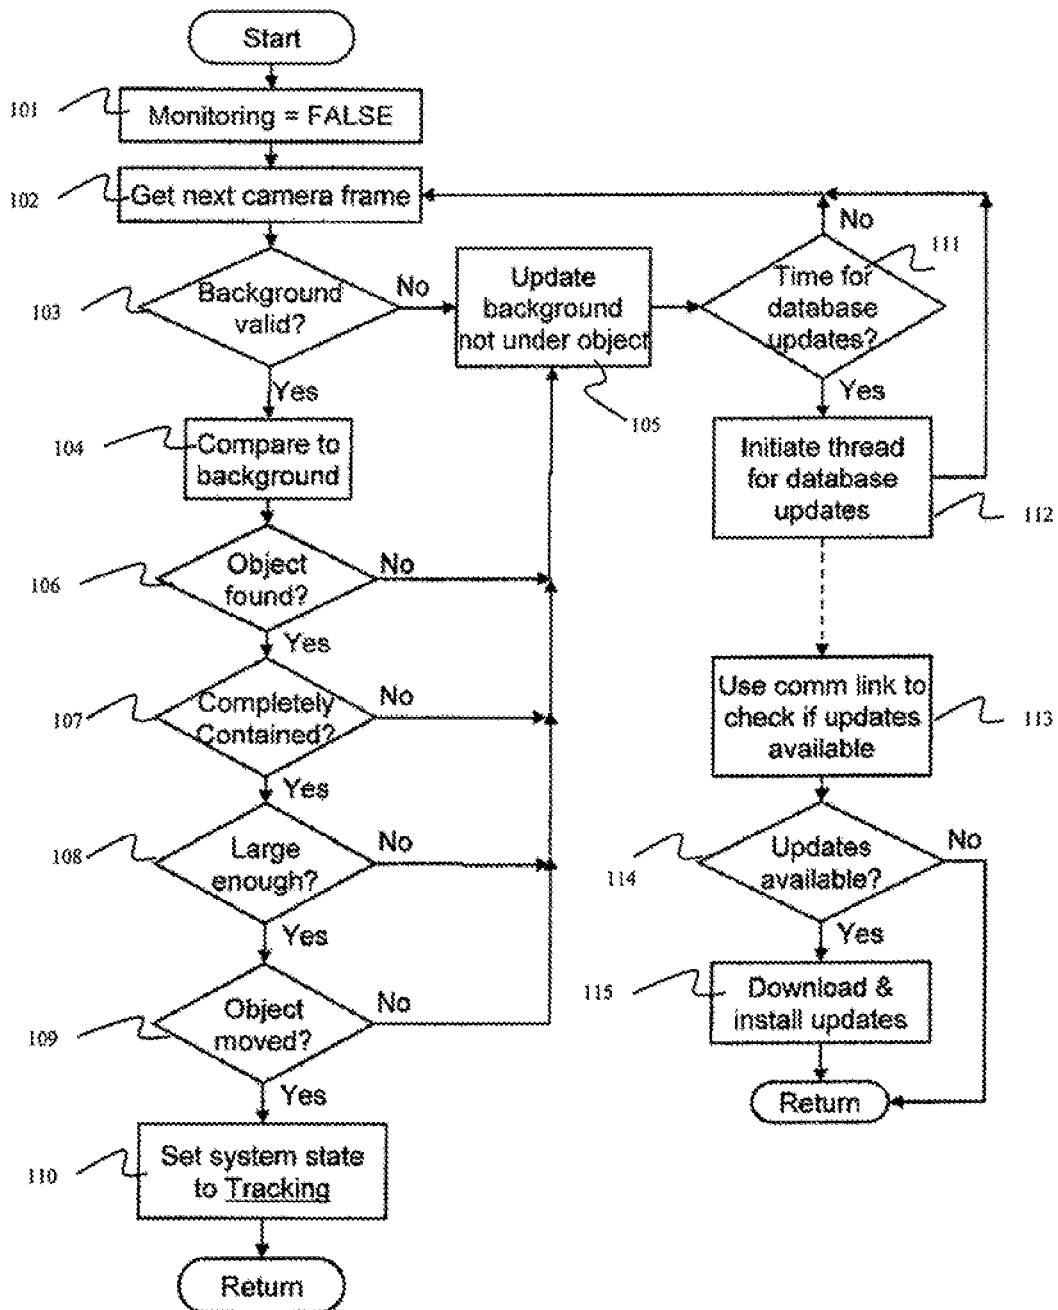 Start
101
Monitoring = FALSE
102
Get next camera frame
103
Background
valid?
No
Yes
Update
background
not under object
105
No
111
Time for
database
updates?
Yes
104
Compare to
background
Initiate thread
for database
updates
112
106
Object
found?
No
Yes
107
Completely
Contained?
No
Yes
Use comm link to
check if updates
available
113
108
Large
enough?
No
Yes
114
Updates
available?
No
Yes
109
Object
moved?
No
Yes
115
Download &
install updates
Return
110
Set system state
to Tracking
Return